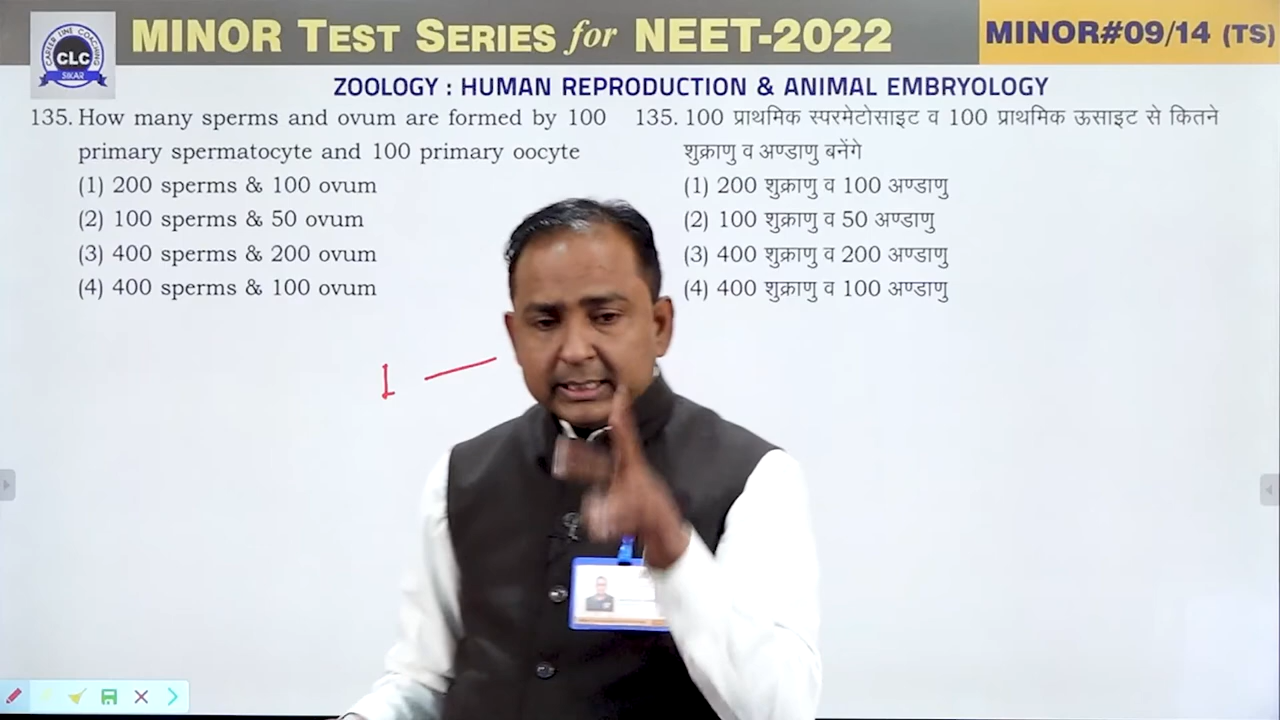 CAREER LINE COACHING
CLC
SIKAR
MINOR TEST SERIES for NEET-2022
MINOR#09/14 (TS)
ZOOLOGY : HUMAN REPRODUCTION & ANIMAL EMBRYOLOGY
135. How many sperms and ovum are formed by 100
primary spermatocyte and 100 primary oocyte
(1) 200 sperms & 100 ovum
(2) 100 sperms & 50 ovum
(3) 400 sperms & 200 ovum
(4) 400 sperms & 100 ovum
135. 100 प्राथमिक स्परमेटोसाइट व 100 प्राथमिक ऊसाइट से कितने
शुक्राणु व अण्डाणु बनेंगे
(1) 200 शुक्राणु व 100 अण्डाणु
(2) 100 शुक्राणु व 50 अण्डाणु
(3) 400 शुक्राणु व 200 अण्डाणु
(4) 400 शुक्राणु व 100 अण्डाणु
1 —